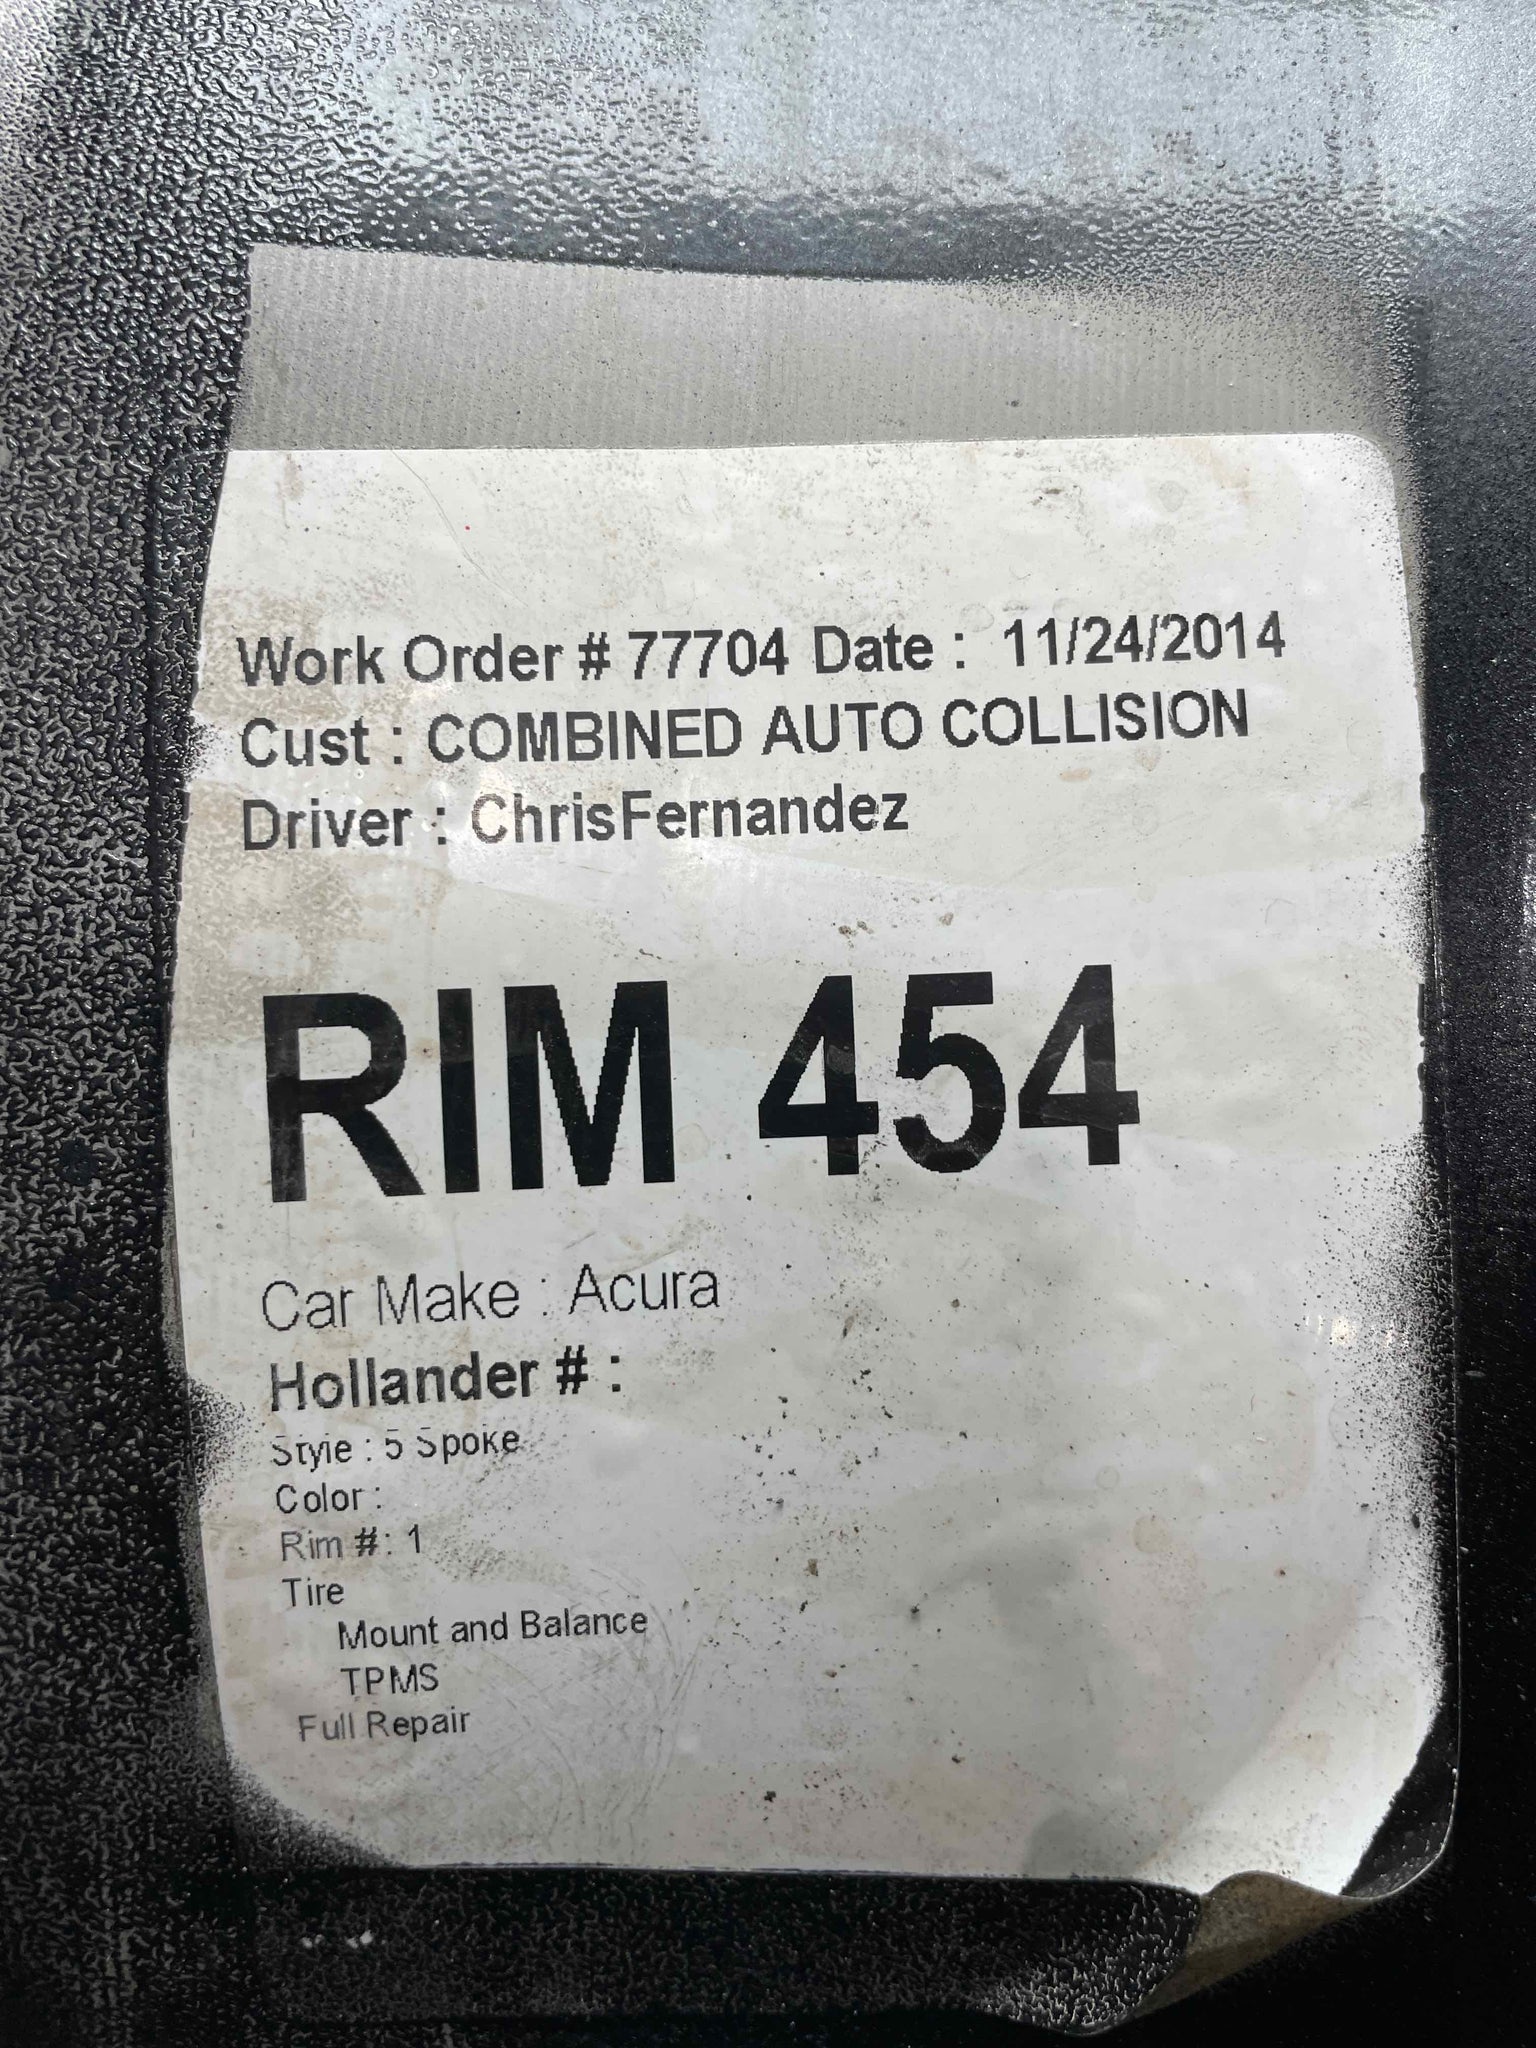 Work Order # 77704 Date : 11/24/2014
Cust : COMBINED AUTO COLLISION
Driver : ChrisFernandez
RIM 454
Car Make : Acura
Hollander # :
Style : 5 Spoke
Color :
Rim #: 1
Tire
Mount and Balance
TPMS
Full Repair